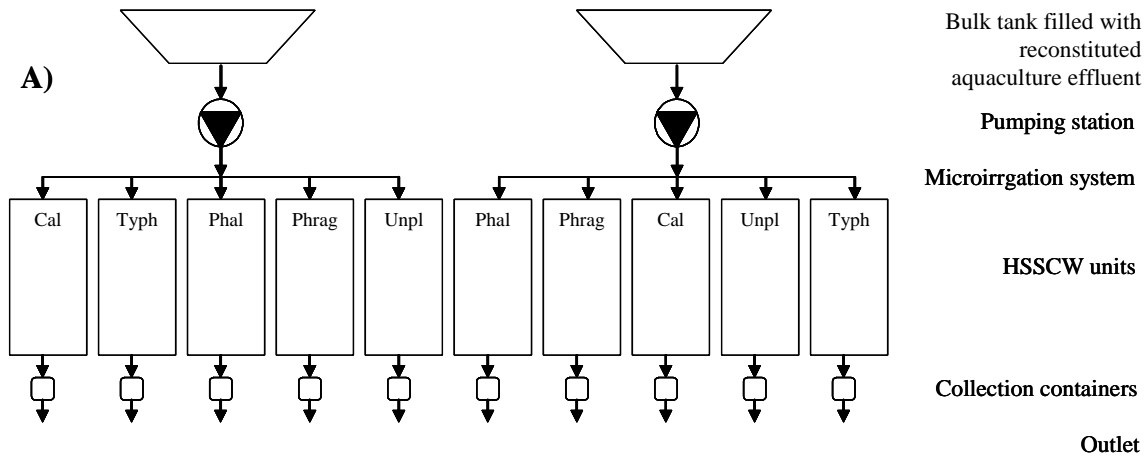 Bulk tank filled with
reconstituted
aquaculture effluent
A)
Pumping station
Microirrgation system
Cal Typh Phal Phrag Unpl Phal Phrag Cal Unpl Typh
HSSCW units
Collection containers
Outlet